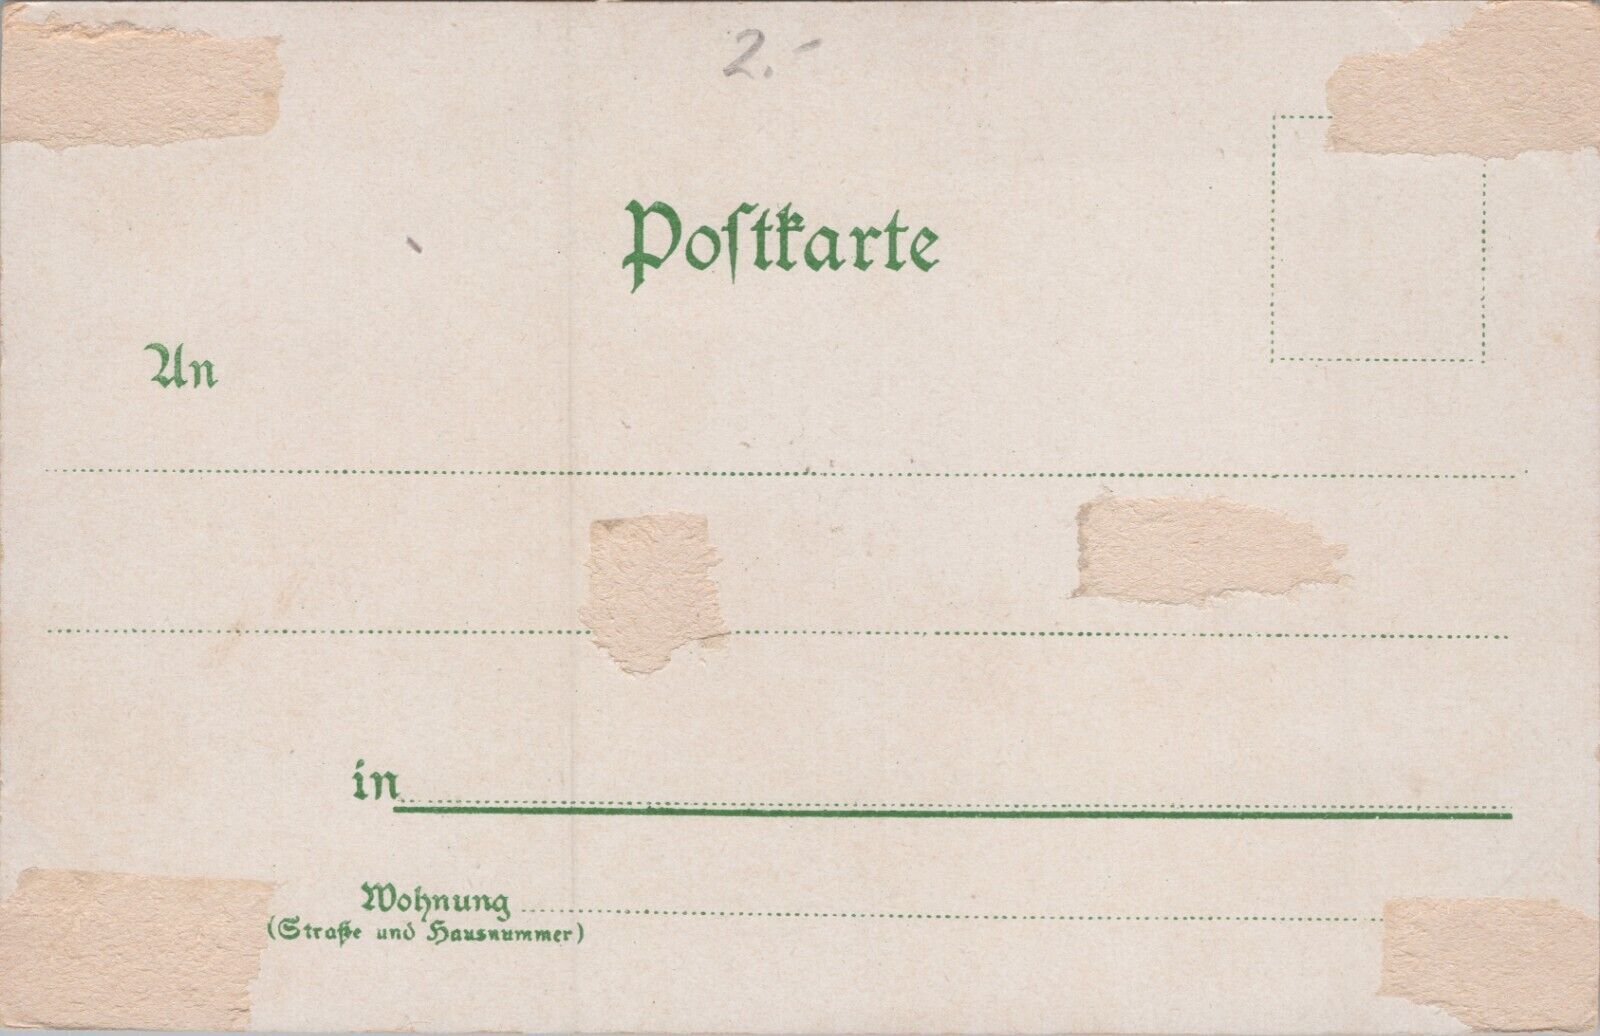 2.-
Poſtkarte
An
in
Wohnung
(Straße und Hausnummer)